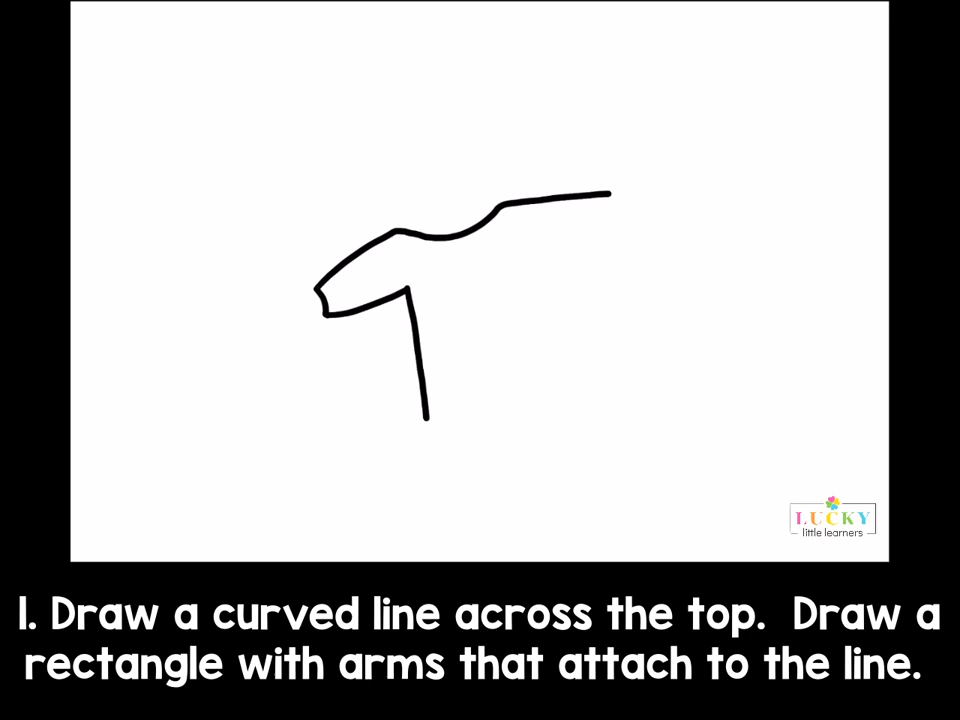 LUCKY
little learners
1. Draw a curved line across the top. Draw a
rectangle with arms that attach to the line.